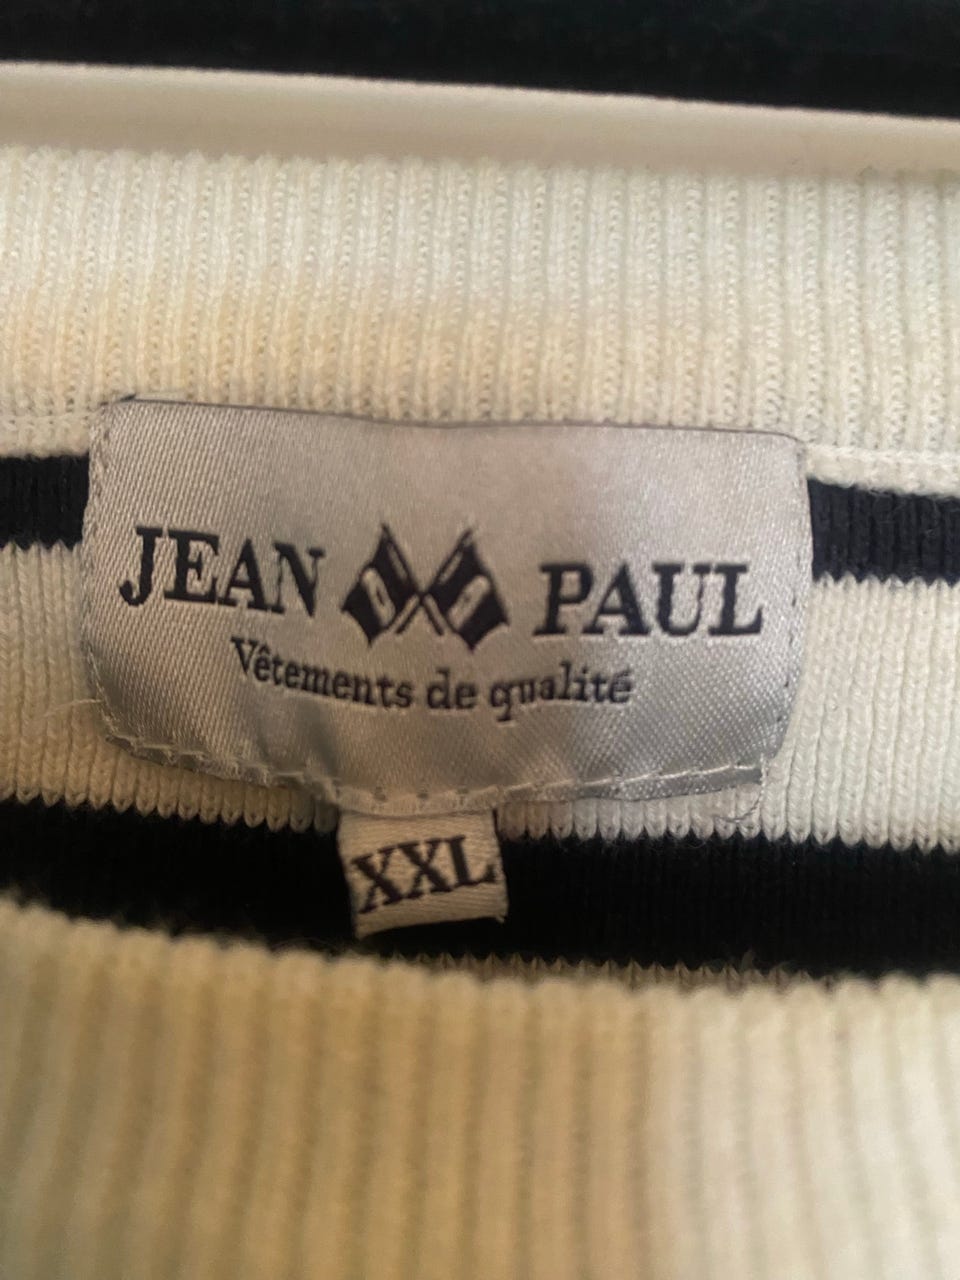 JEAN PAUL
Vêtements de qualité
XXL